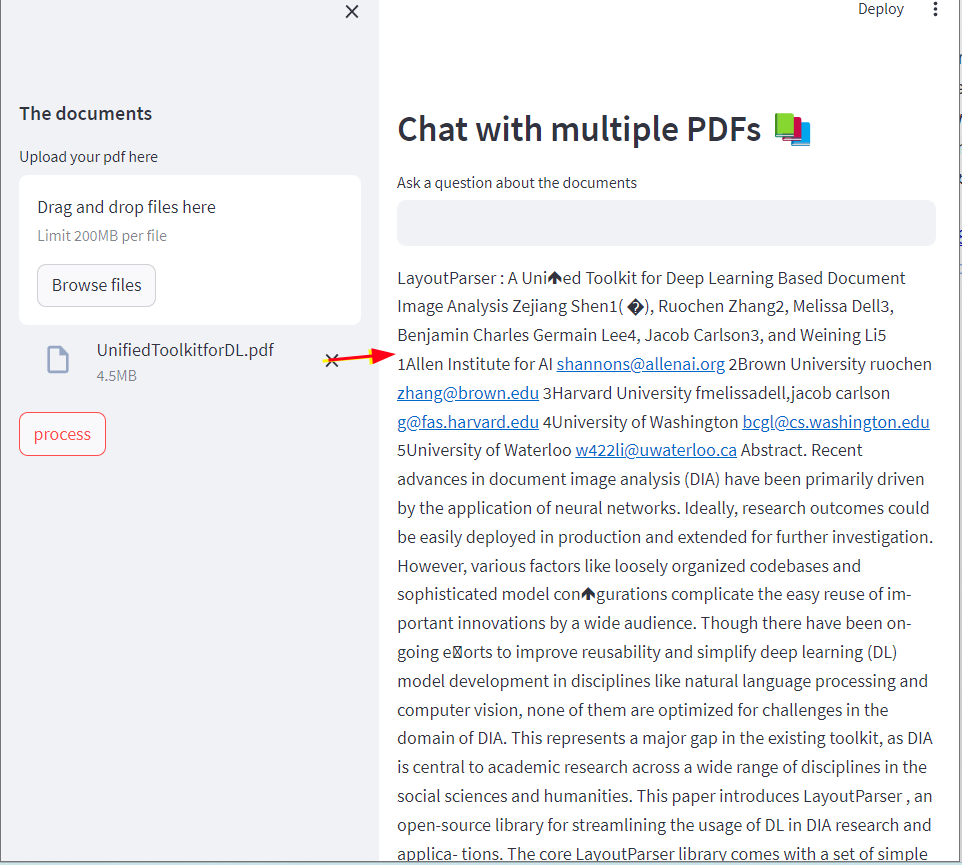 Deploy
The documents
Upload your pdf here
Drag and drop files here
Limit 200MB per file
Browse files
UnifiedToolkitforDL.pdf
4.5MB
process
Chat with multiple PDFs
Ask a question about the documents
LayoutParser : A Uni🡩ed Toolkit for Deep Learning Based Document
Image Analysis Zejiang Shen1( �), Ruochen Zhang2, Melissa Dell3,
Benjamin Charles Germain Lee4, Jacob Carlson3, and Weining Li5
1Allen Institute for AI shannons@allenai.org 2Brown University ruochen
zhang@brown.edu 3Harvard University fmelissadell,jacob carlson
g@fas.harvard.edu 4University of Washington bcgl@cs.washington.edu
5University of Waterloo w422li@uwaterloo.ca Abstract. Recent
advances in document image analysis (DIA) have been primarily driven
by the application of neural networks. Ideally, research outcomes could
be easily deployed in production and extended for further investigation.
However, various factors like loosely organized codebases and
sophisticated model con🡩gurations complicate the easy reuse of im-
portant innovations by a wide audience. Though there have been on-
going e□orts to improve reusability and simplify deep learning (DL)
model development in disciplines like natural language processing and
computer vision, none of them are optimized for challenges in the
domain of DIA. This represents a major gap in the existing toolkit, as DIA
is central to academic research across a wide range of disciplines in the
social sciences and humanities. This paper introduces LayoutParser , an
open-source library for streamlining the usage of DL in DIA research and
applica- tions. The core LayoutParser library comes with a set of simple